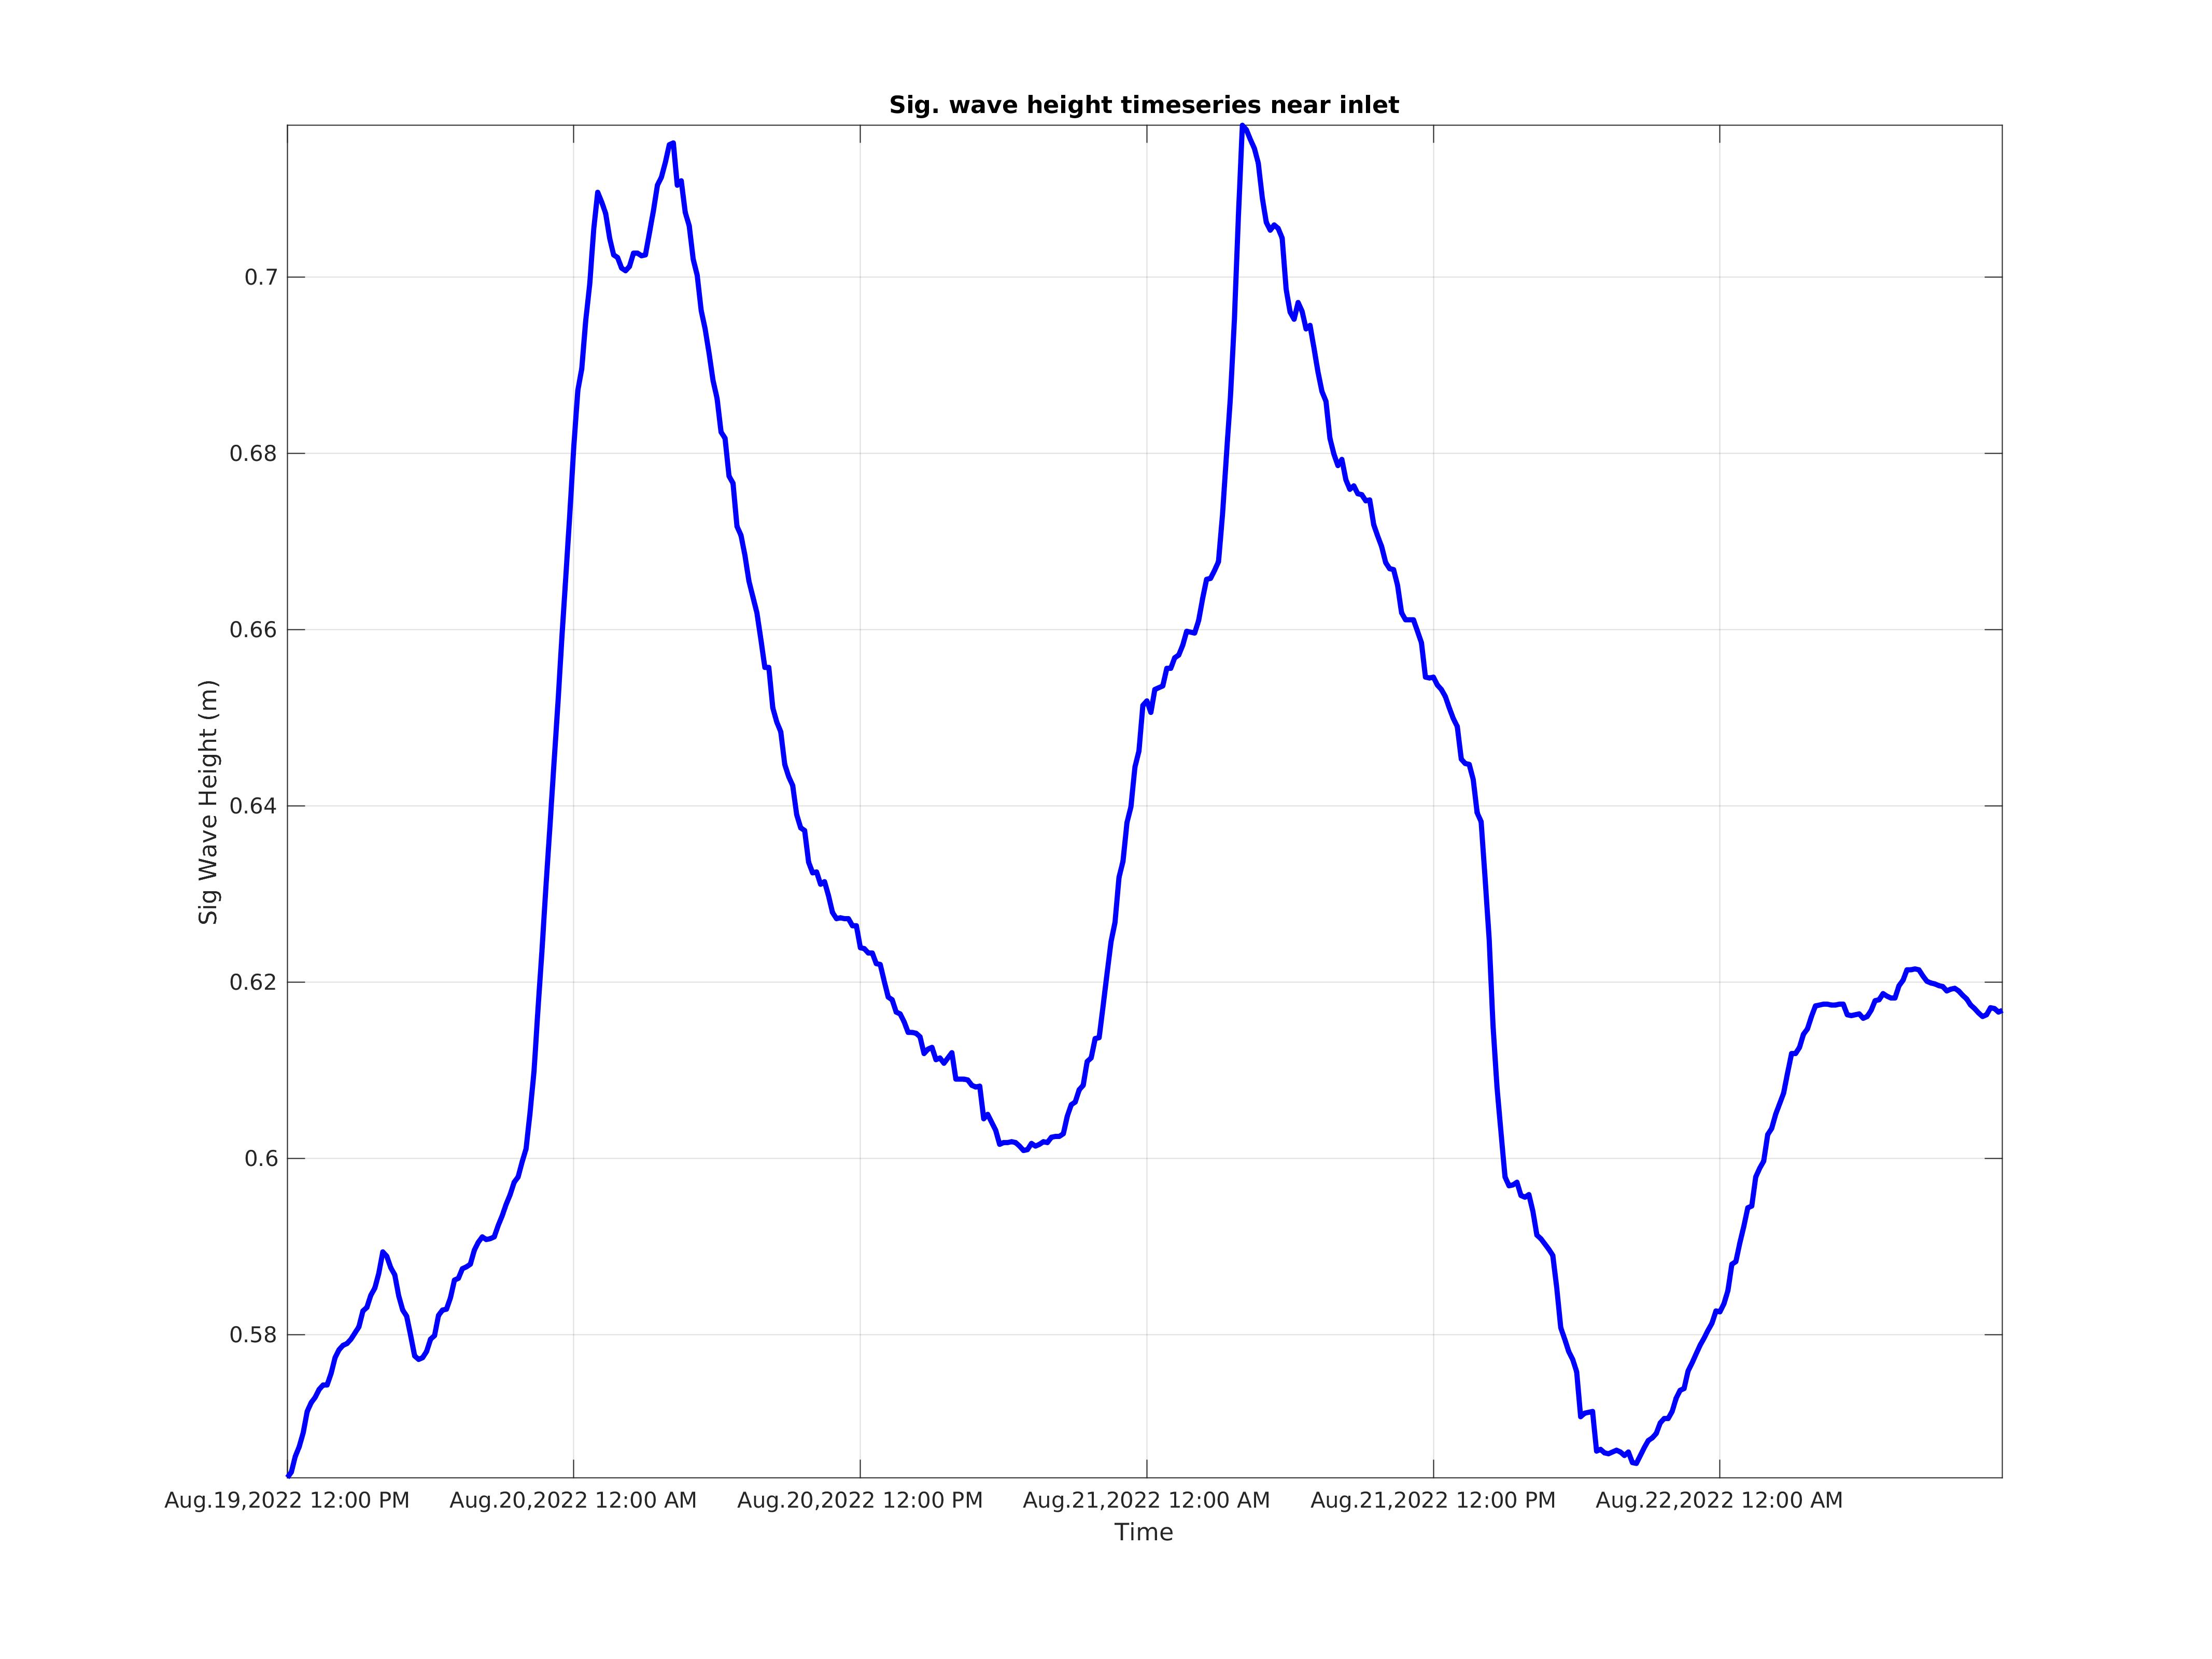 Sig. wave height timeseries near inlet
0.7
0.68
0.66
0.64
0.62
0.6
0.58
Sig Wave Height (m)
Aug.19,2022 12:00 PM
Aug.20,2022 12:00 AM
Aug.20,2022 12:00 PM
Aug.21,2022 12:00 AM
Aug.21,2022 12:00 PM
Aug.22,2022 12:00 AM
Time